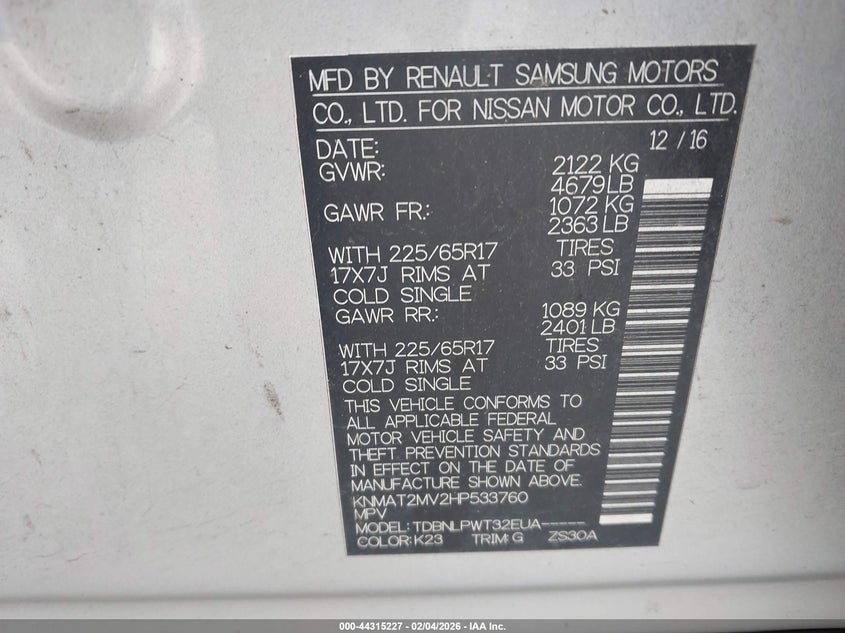 MFD BY RENAULT SAMSUNG MOTORS
CO., LTD. FOR NISSAN MOTOR CO., LTD.
DATE: 12 / 16
GVWR: 2122 KG
4679 LB
GAWR FR.: 1072 KG
2363 LB
WITH 225/65R17 TIRES
17X7J RIMS AT 33 PSI
COLD SINGLE
GAWR RR.: 1089 KG
2401 LB
WITH 225/65R17 TIRES
17X7J RIMS AT 33 PSI
COLD SINGLE
THIS VEHICLE CONFORMS TO
ALL APPLICABLE FEDERAL
MOTOR VEHICLE SAFETY AND
THEFT PREVENTION STANDARDS
IN EFFECT ON THE DATE OF
MANUFACTURE SHOWN ABOVE.
KNMAT2MV2HP533760
MPV
MODEL: TDBNLPWT32EUA-----
COLOR: K23 TRIM: G ZS30A
000-44315227 - 02/04/2026 - IAA Inc.